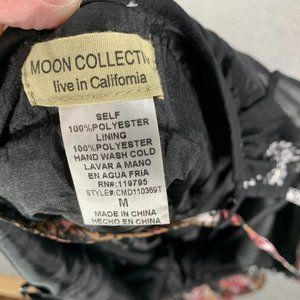 MOON COLLECTN
live in California
SELF
100%POLYESTER
LINING
100%POLYESTER
HAND WASH COLD
LAVAR A MANO
EN AGUA FRIA
RN#:119795
STYLE#:CMD110369T
M
MADE IN CHINA
HECHO EN CHINA